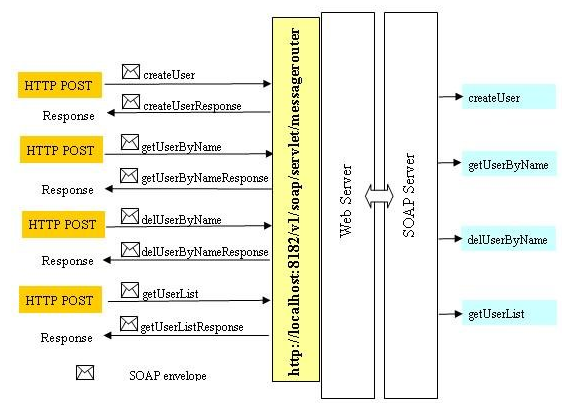 createUser
HTTP POST
createUserResponse
Response
getUserByName
HTTP POST
getUserByNameResponse
Response
delUserByName
HTTP POST
delUserByNameResponse
Response
getUserList
HTTP POST
getUserListResponse
Response
SOAP envelope
http://localhost:8182/v1/soap/servlet/messagerouter
Web Server
SOAP Server
createUser
getUserByName
delUserByName
getUserList